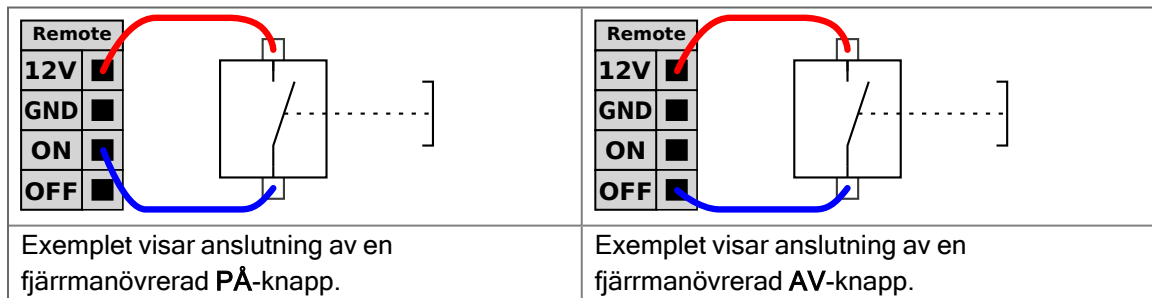 Remote
12V
GND
ON
OFF
Exemplet visar anslutning av en
fjärrmanövrerad PÅ-knapp.
Remote
12V
GND
ON
OFF
Exemplet visar anslutning av en
fjärrmanövrerad AV-knapp.